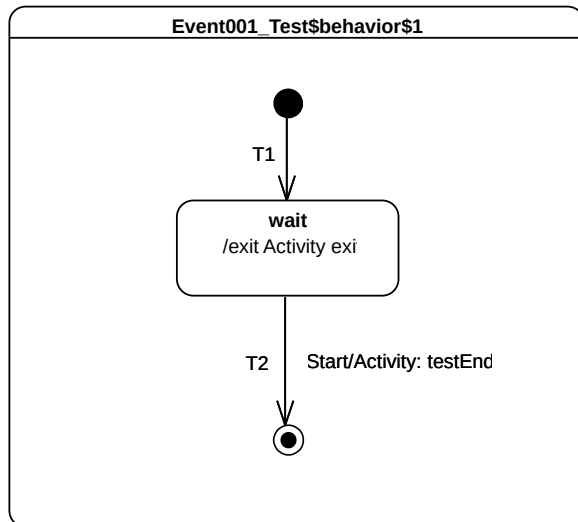 Event001_Test$behavior$1
T1
wait
/exit Activity exi
T2 Start/Activity: testEnd